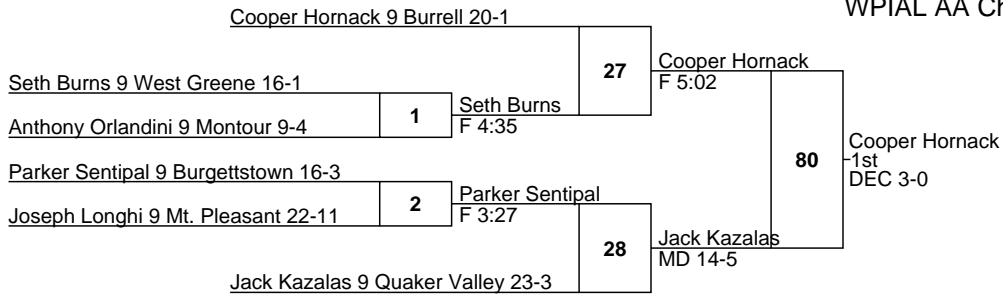 WPIAL AA Ch
Cooper Hornack 9 Burrell 20-1
27
Cooper Hornack
F 5:02
Seth Burns 9 West Greene 16-1
1
Seth Burns
F 4:35
Anthony Orlandini 9 Montour 9-4
80
Cooper Hornack
1st
DEC 3-0
Parker Sentipal 9 Burgettstown 16-3
2
Parker Sentipal
F 3:27
Joseph Longhi 9 Mt. Pleasant 22-11
28
Jack Kazalas
MD 14-5
Jack Kazalas 9 Quaker Valley 23-3